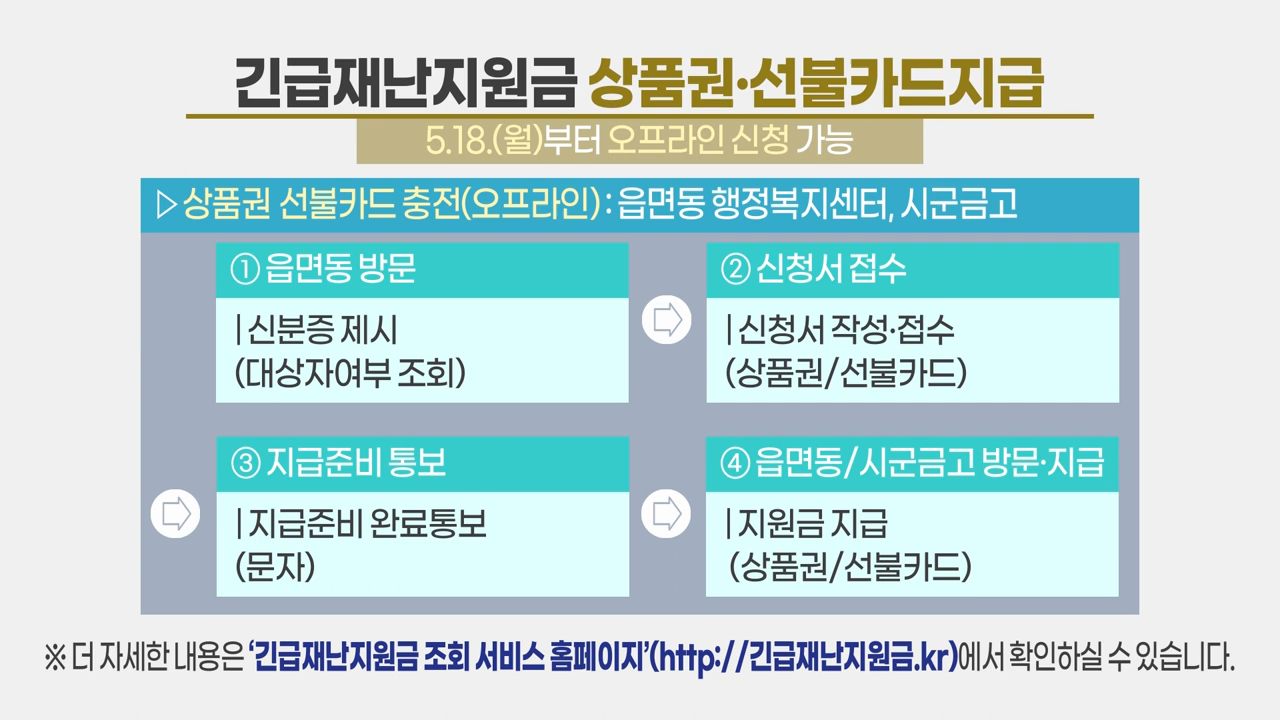 긴급재난지원금 상품권·선불카드지급
5.18.(월)부터 오프라인 신청 가능
▷상품권 선불카드 충전(오프라인) : 읍면동 행정복지센터, 시군금고
① 읍면동 방문
| 신분증 제시
(대상자여부 조회)
② 신청서 접수
| 신청서 작성·접수
(상품권/선불카드)
③ 지급준비 통보
| 지급준비 완료통보
(문자)
④ 읍면동/시군금고 방문·지급
| 지원금 지급
(상품권/선불카드)
※ 더 자세한 내용은 ‘긴급재난지원금 조회 서비스 홈페이지’(http://긴급재난지원금.kr)에서 확인하실 수 있습니다.